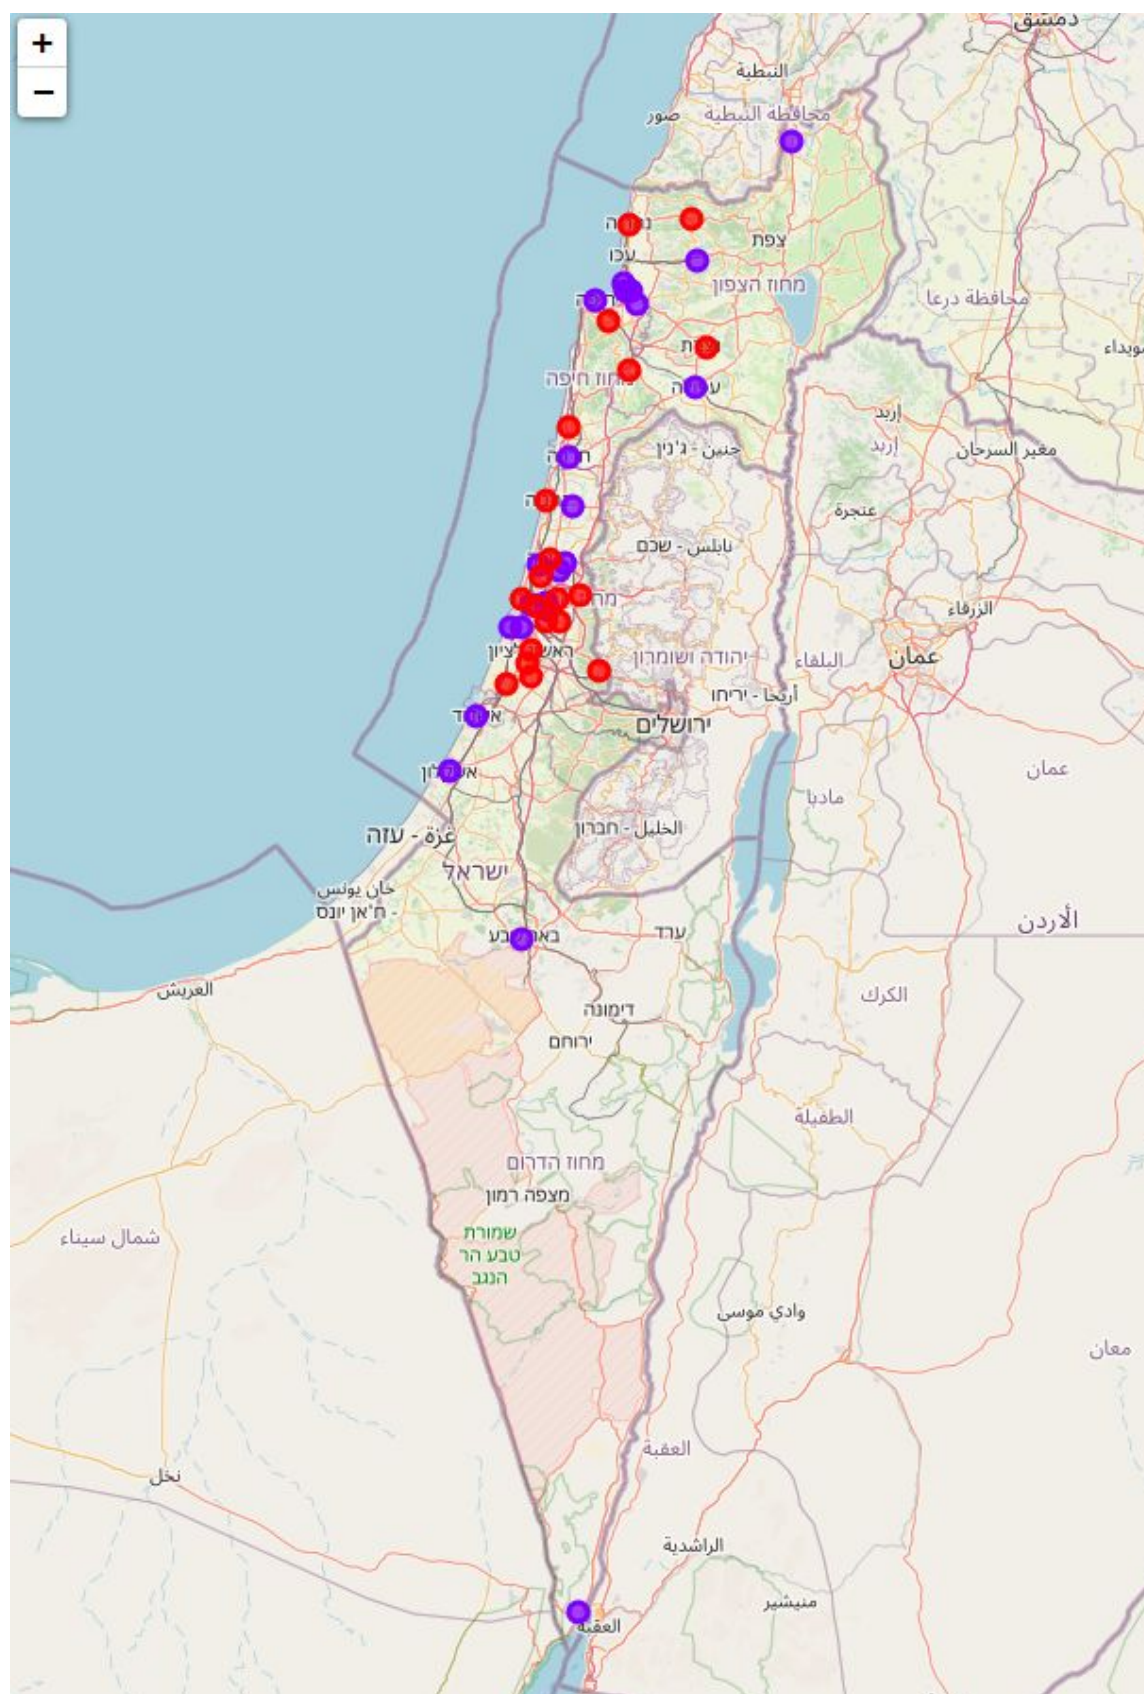 +
−
دمشق
النبطية
صور
محافظة النبطية
צפת
עכו
מחוז הצפון
محافظة درعا
מחוז חיפה
إربد
إربد
جنين - ג'נין
مغير السرحان
عنجرة
نابلس - שכם
الزرقاء
ראשון לציון
יהודה ושומרון
البلقاء
عمان
أريحا - יריחו
ירושלים
عمان
مادبا
غزة - עזה
الخليل - חברון
ישראל
خان يونس
- ח'אן יונס
ערד
الأردن
العريش
الكرك
דימונה
ירוחם
الطفيلة
מחוז הדרום
מצפה רמון
שמורת
טבע הר
הנגב
شمال سيناء
وادي موسى
معان
العقبة
نخل
الراشدية
منيشير
العقبة